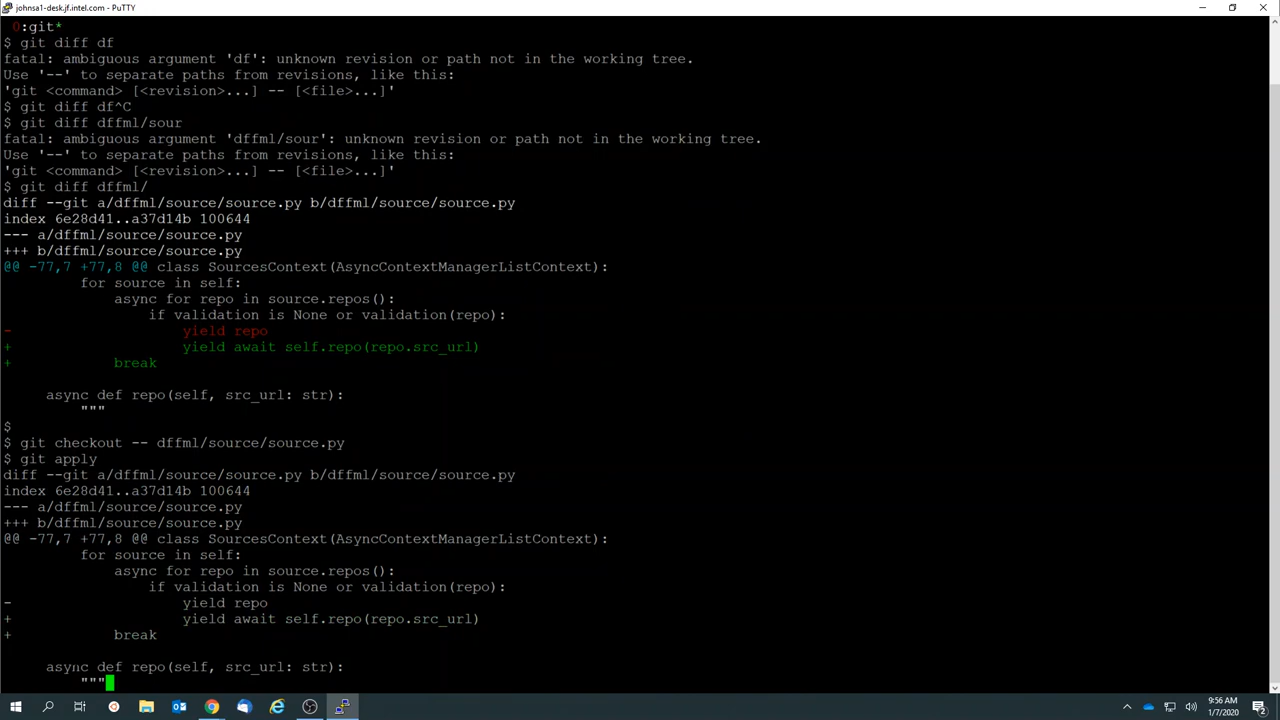 johnsa1-desk.jf.intel.com - PuTTY
0:git*
$ git diff df
fatal: ambiguous argument 'df': unknown revision or path not in the working tree.
Use '--' to separate paths from revisions, like this:
'git <command> [<revision>...] -- [<file>...]'
$ git diff df^C
$ git diff dffml/sour
fatal: ambiguous argument 'dffml/sour': unknown revision or path not in the working tree.
Use '--' to separate paths from revisions, like this:
'git <command> [<revision>...] -- [<file>...]'
$ git diff dffml/
diff --git a/dffml/source/source.py b/dffml/source/source.py
index 6e28d41..a37d14b 100644
--- a/dffml/source/source.py
+++ b/dffml/source/source.py
@@ -77,7 +77,8 @@ class SourcesContext(AsyncContextManagerListContext):
         for source in self:
             async for repo in source.repos():
                 if validation is None or validation(repo):
-                    yield repo
+                    yield await self.repo(repo.src_url)
+            break
     async def repo(self, src_url: str):
         """
$
$ git checkout -- dffml/source/source.py
$ git apply
diff --git a/dffml/source/source.py b/dffml/source/source.py
index 6e28d41..a37d14b 100644
--- a/dffml/source/source.py
+++ b/dffml/source/source.py
@@ -77,7 +77,8 @@ class SourcesContext(AsyncContextManagerListContext):
         for source in self:
             async for repo in source.repos():
                 if validation is None or validation(repo):
-                    yield repo
+                    yield await self.repo(repo.src_url)
+            break
     async def repo(self, src_url: str):
         """
9:56 AM
1/7/2020